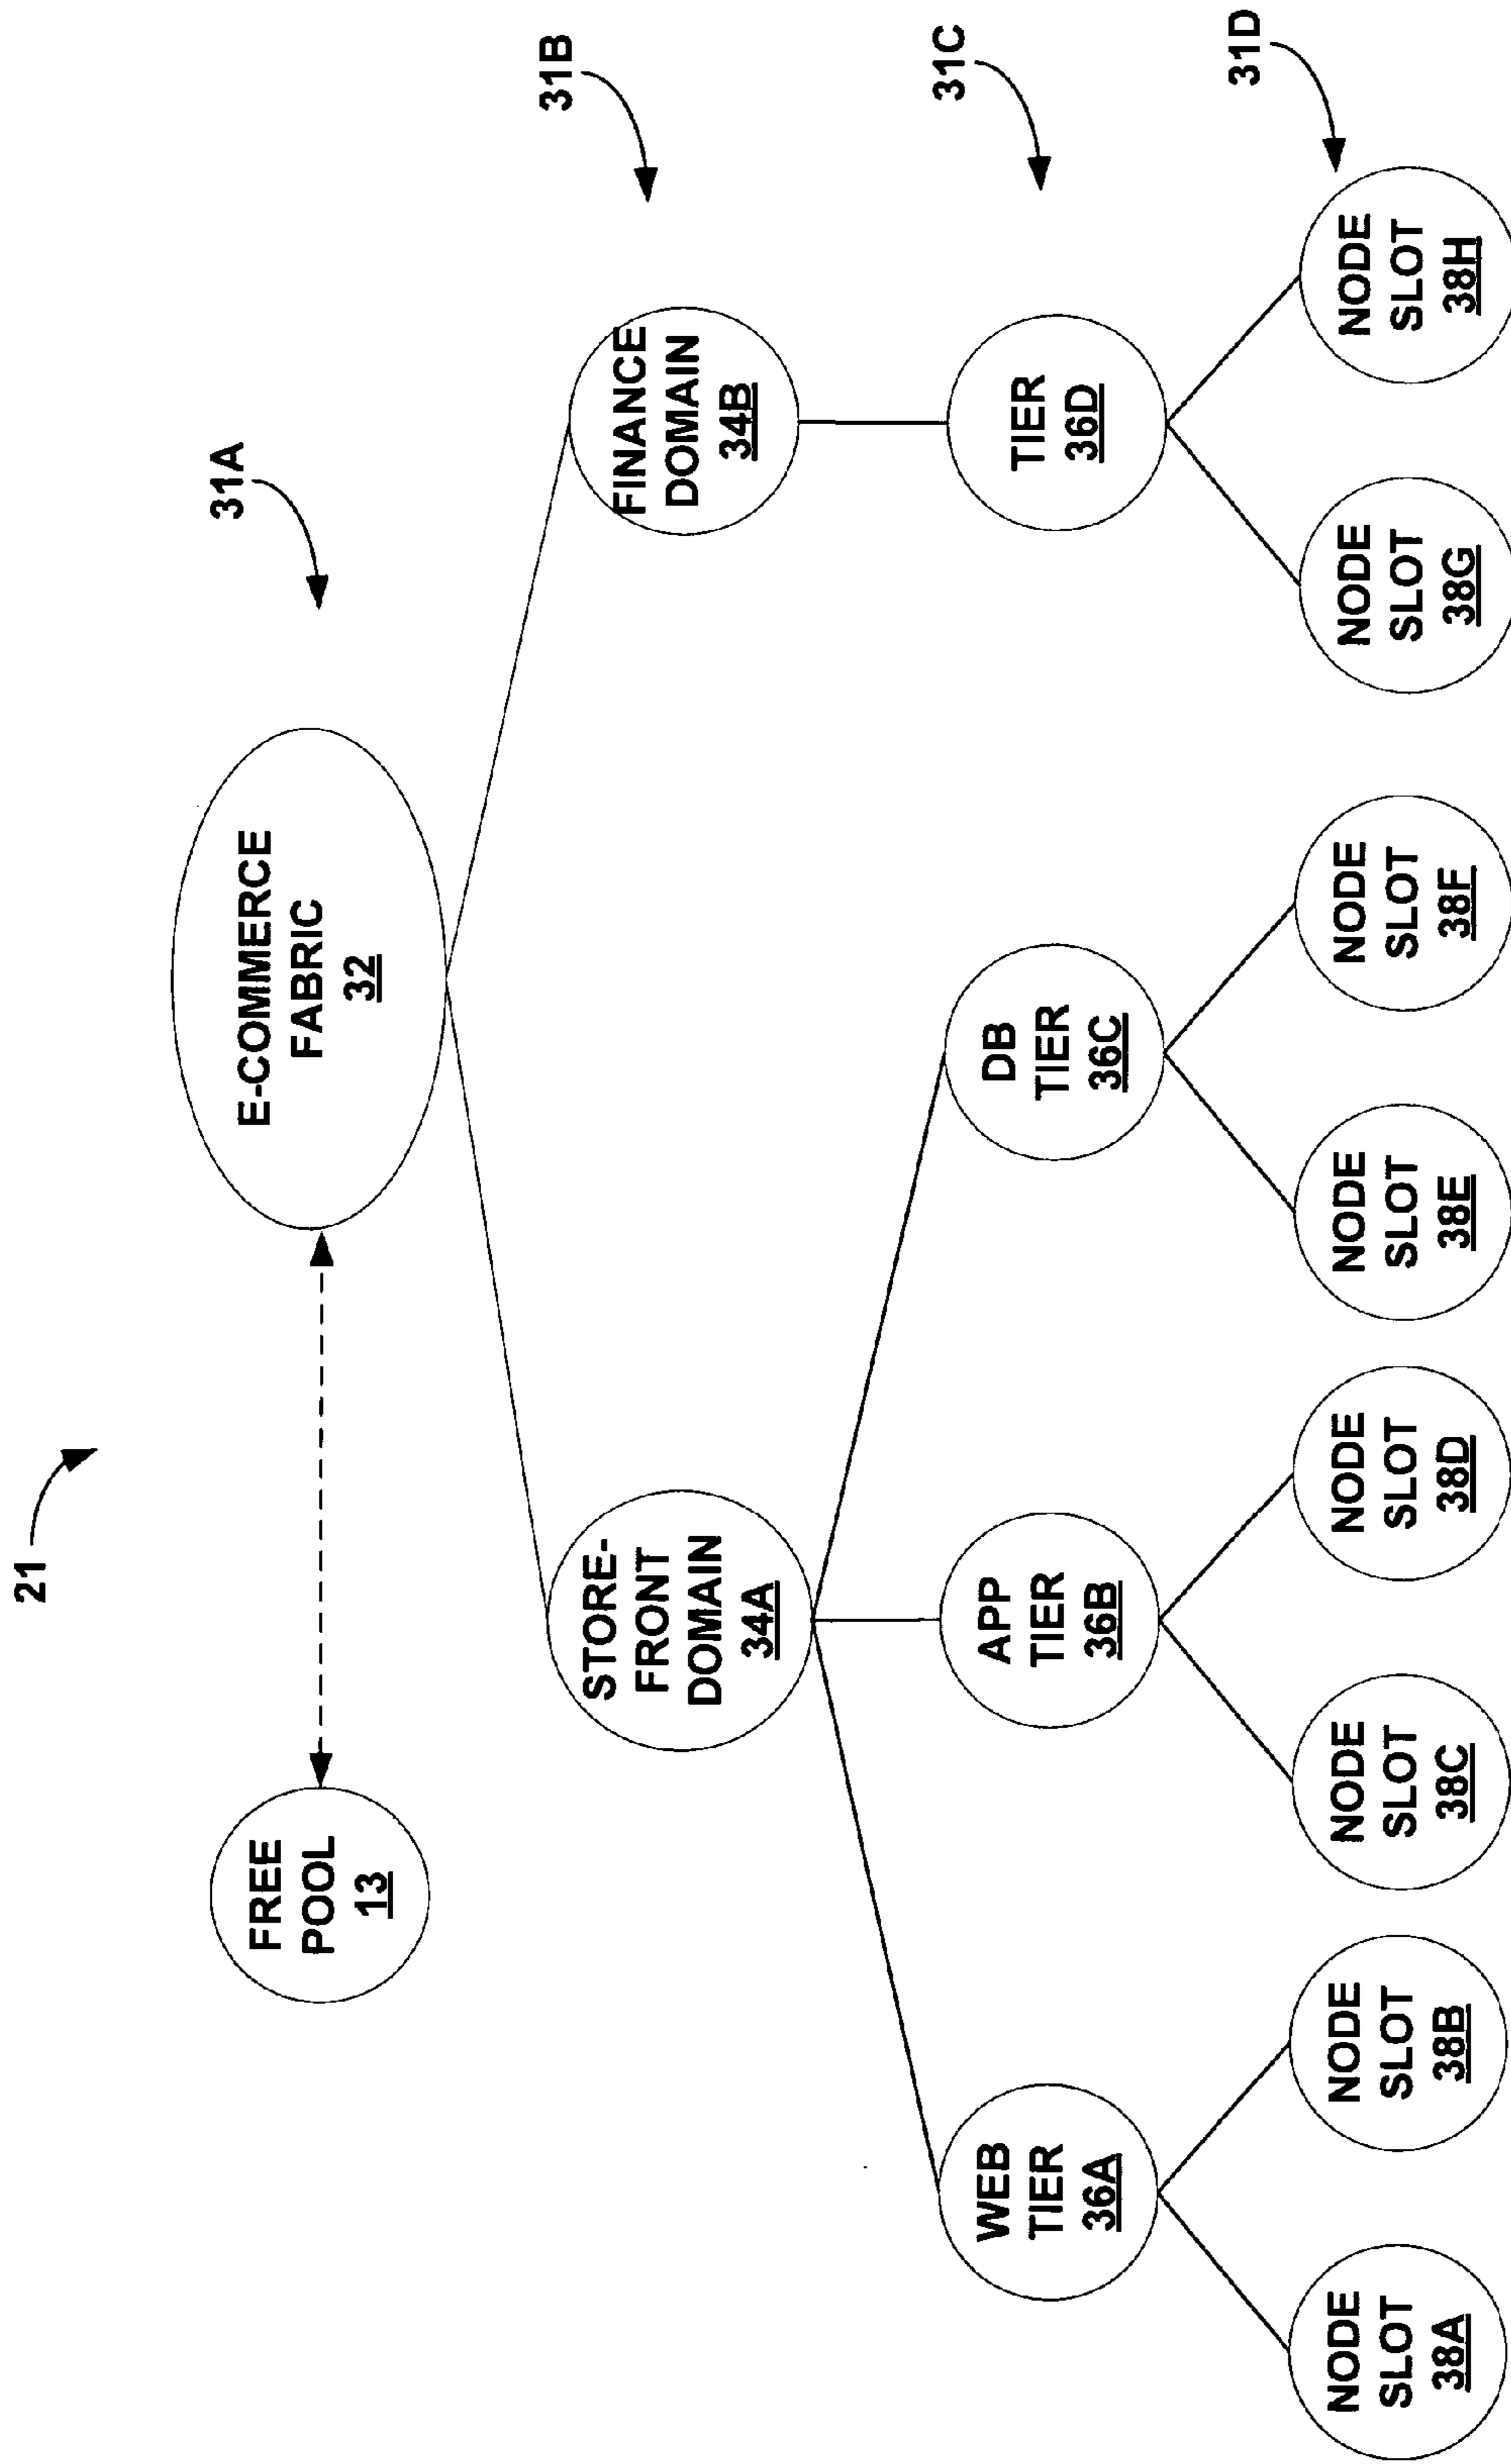 21
31A
FREE
POOL
13
E-COMMERCE
FABRIC
32
31B
STORE-
FRONT
DOMAIN
34A
FINANCE
DOMAIN
34B
31C
WEB
TIER
36A
APP
TIER
36B
DB
TIER
36C
TIER
36D
31D
NODE
SLOT
38A
NODE
SLOT
38B
NODE
SLOT
38C
NODE
SLOT
38D
NODE
SLOT
38E
NODE
SLOT
38F
NODE
SLOT
38G
NODE
SLOT
38H